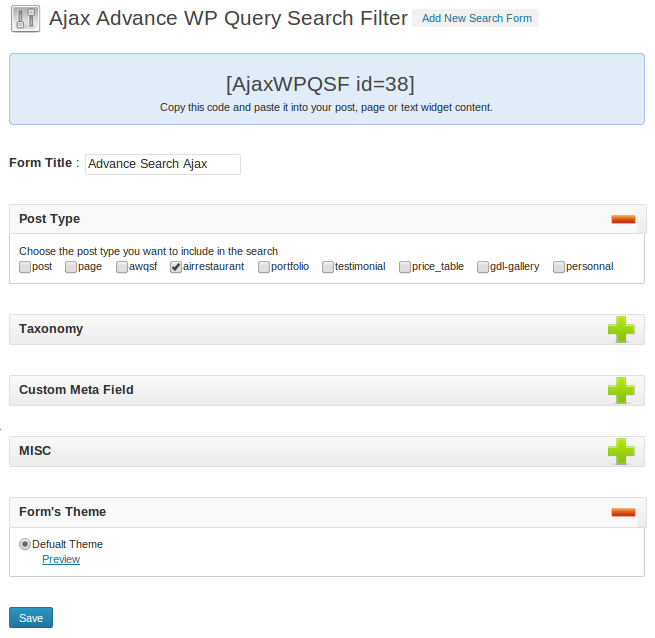 Ajax Advance WP Query Search Filter Add New Search Form
[AjaxWPQSF id=38]
Copy this code and paste it into your post, page or text widget content.
Form Title : Advance Search Ajax
Post Type
Choose the post type you want to include in the search
post page awqsf airrestaurant portfolio testimonial price_table gdl-gallery personnal
Taxonomy
Custom Meta Field
MISC
Form's Theme
Defualt Theme
Preview
Save